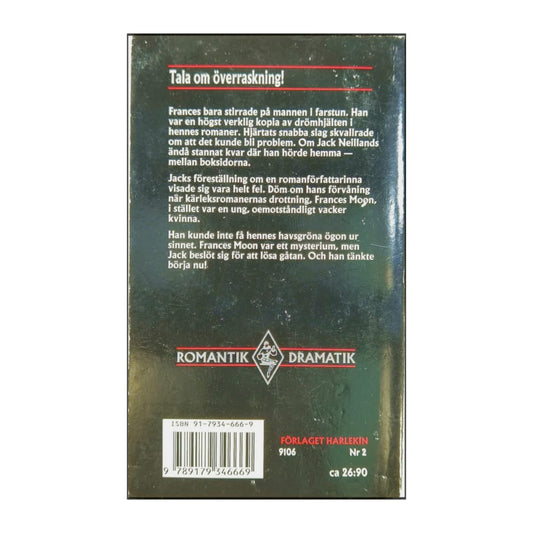 Tala om överraskning!
Frances bara stirrade på mannen i farstun. Han
var en högst verklig kopia av drömhjälten i
hennes romaner. Hjärtats snabba slag skvallrade
om att det kunde bli problem. Om Jack Neillands
ändå stannat kvar där han hörde hemma —
mellan boksidorna.
Jacks föreställning om en romanförfattarinna
visade sig vara helt fel. Döm om hans förvåning
när kärleksromanernas drottning, Frances Moon,
i stället var en ung, oemotståndligt vacker
kvinna.
Han kunde inte få hennes havsgröna ögon ur
sinnet. Frances Moon var ett mysterium, men
Jack beslöt sig för att lösa gåtan. Och han tänkte
börja nu!
ROMANTIK DRAMATIK
ISBN 91-7934-666-9
9 789179 346669
FÖRLAGET HARLEKIN
9106 Nr 2
ca 26:90